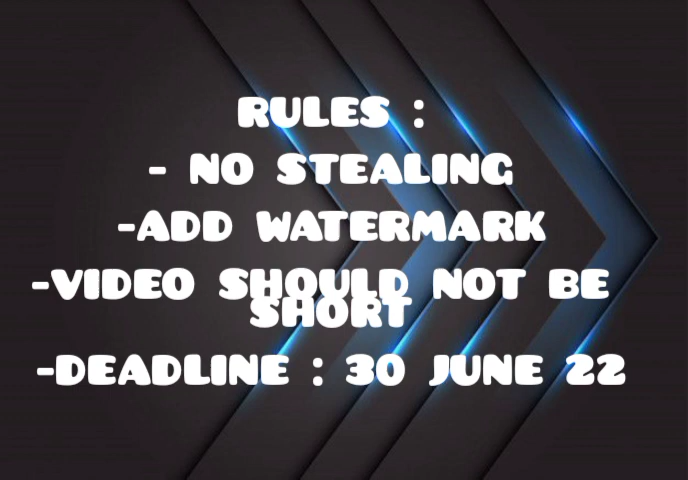 RULES :
- NO STEALING
-ADD WATERMARK
-VIDEO SHOULD NOT BE
SHORT
-DEADLINE : 30 JUNE 22